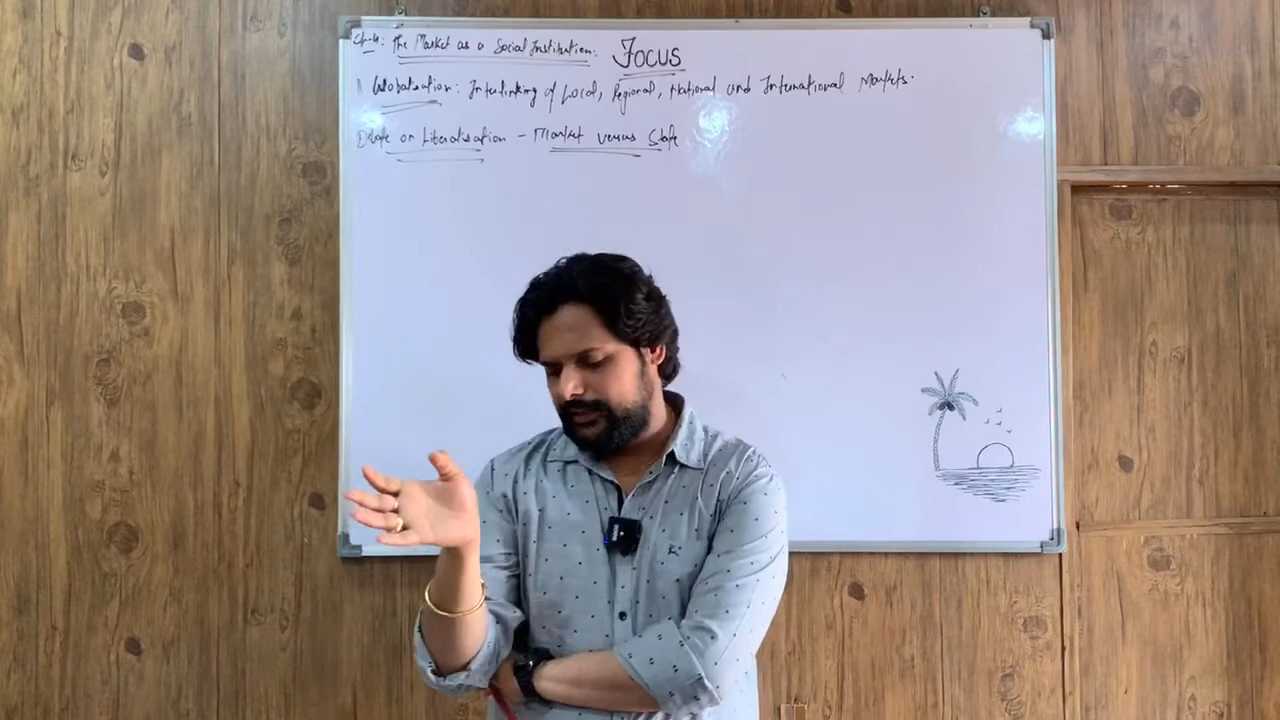 Ch-4: The Market as a Social Institution: FOCUS
Globalisation: Interlinking of Local, Regional, National and International Markets.
Debate on Liberalisation - Market versus State